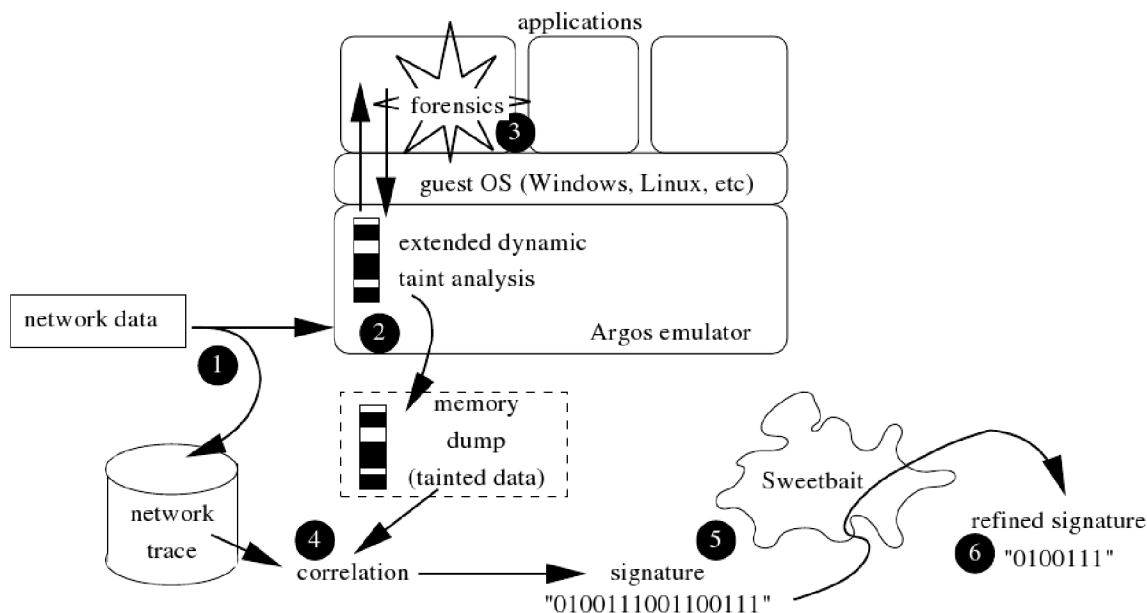 applications
forensics
3
guest OS (Windows, Linux, etc)
extended dynamic
taint analysis
network data
2
Argos emulator
1
memory
dump
(tainted data)
Sweetbait
network
trace
4
correlation
5
signature
"0100111001100111"
refined signature
6
"0100111"